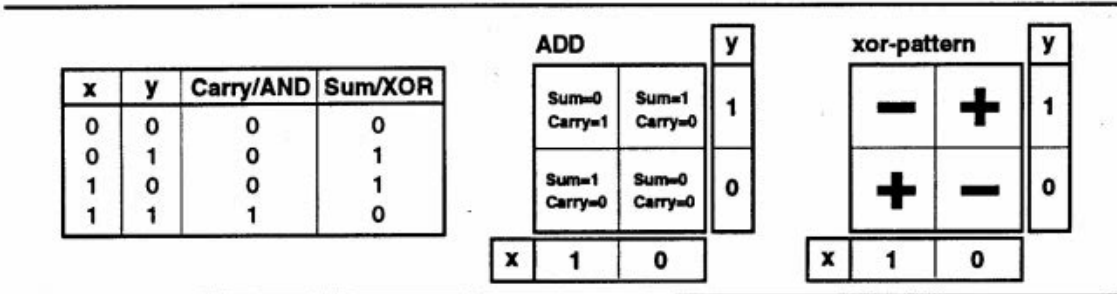 x y Carry/AND Sum/XOR
0 0 0 0
0 1 0 1
1 0 0 1
1 1 1 0
ADD y
Sum=0 Sum=1 1
Carry=1 Carry=0
Sum=1 Sum=0 0
Carry=0 Carry=0
x 1 0
xor-pattern y
− + 1
+ − 0
x 1 0